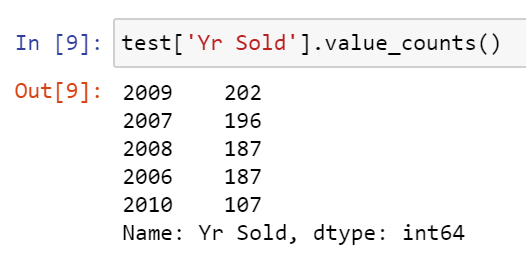 In [9]: test['Yr Sold'].value_counts()
Out[9]: 2009    202
2007    196
2008    187
2006    187
2010    107
Name: Yr Sold, dtype: int64